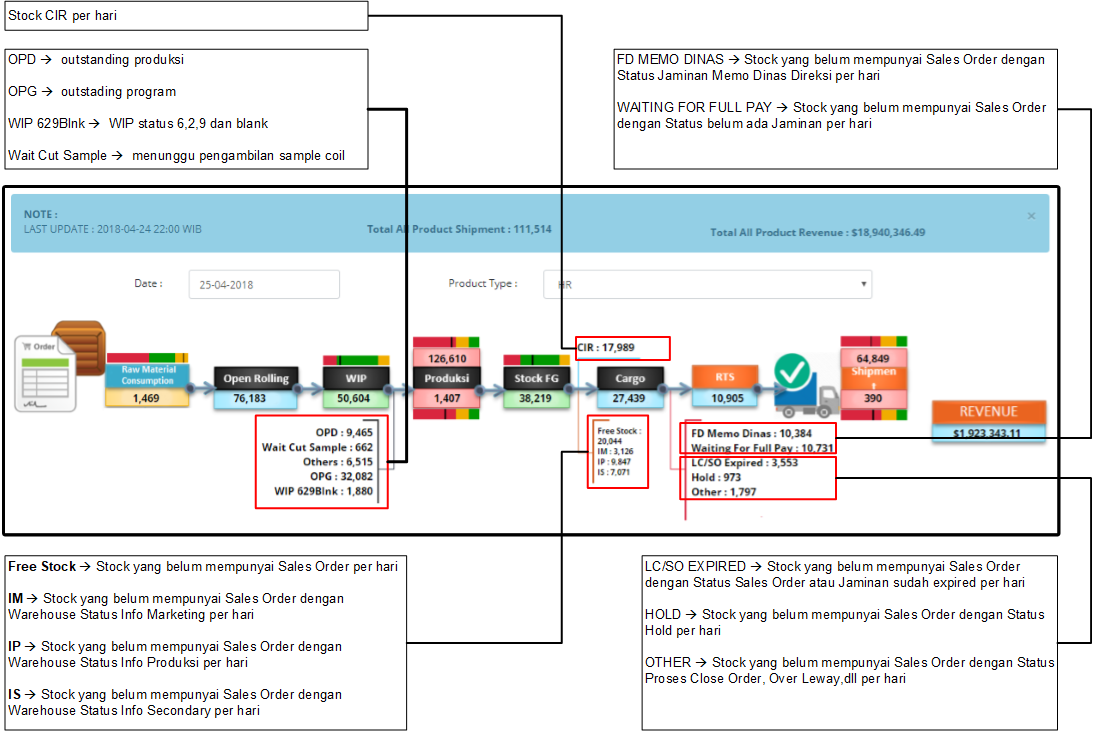 Stock CIR per hari
OPD → outstanding produksi
OPG → outstading program
WIP 629Blnk → WIP status 6,2,9 dan blank
Wait Cut Sample → menunggu pengambilan sample coil
FD MEMO DINAS → Stock yang belum mempunyai Sales Order dengan
Status Jaminan Memo Dinas Direksi per hari
WAITING FOR FULL PAY → Stock yang belum mempunyai Sales Order
dengan Status belum ada Jaminan per hari
NOTE :
LAST UPDATE : 2018-04-24 22:00 WIB
Total All Product Shipment : 111,514
Total All Product Revenue : $18,940,346.49
×
Date :
25-04-2018
Product Type :
HR
Order
Raw Material
Consumption
1,469
Open Rolling
76,183
WIP
50,604
126,610
Produksi
1,407
Stock FG
38,219
CIR : 17,989
Cargo
27,439
RTS
10,905
64,849
Shipmen
t
390
REVENUE
$1,923,343.11
OPD : 9,465
Wait Cut Sample : 662
Others : 6,515
OPG : 32,082
WIP 629Blnk : 1,880
Free Stock :
20,044
IM : 3,126
IP : 9,847
IS : 7,071
FD Memo Dinas : 10,384
Waiting For Full Pay : 10,731
LC/SO Expired : 3,553
Hold : 973
Other : 1,797
Free Stock → Stock yang belum mempunyai Sales Order per hari
IM → Stock yang belum mempunyai Sales Order dengan
Warehouse Status Info Marketing per hari
IP → Stock yang belum mempunyai Sales Order dengan
Warehouse Status Info Produksi per hari
IS → Stock yang belum mempunyai Sales Order dengan
Warehouse Status Info Secondary per hari
LC/SO EXPIRED → Stock yang belum mempunyai Sales Order
dengan Status Sales Order atau Jaminan sudah expired per hari
HOLD → Stock yang belum mempunyai Sales Order dengan Status
Hold per hari
OTHER → Stock yang belum mempunyai Sales Order dengan Status
Proses Close Order, Over Leway,dll per hari